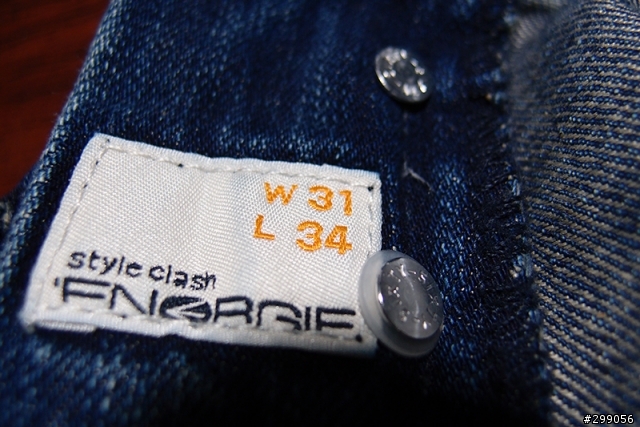 W 31
L 34
style clash
'ENERGIE.
#299056